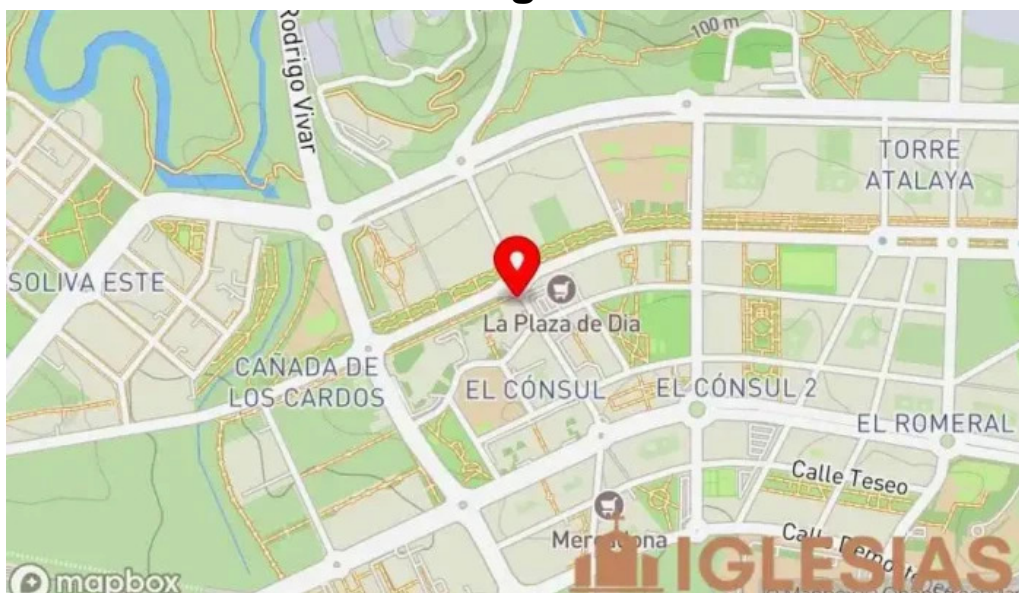 100 m
Rodrigo Vivar
TORRE
ATALAYA
SOLIVA ESTE
La Plaza de Dia
CAÑADA DE
LOS CARDOS
EL CÓNSUL
EL CÓNSUL 2
EL ROMERAL
Calle Teseo
Mercadona
IGLESIAS
mapbox